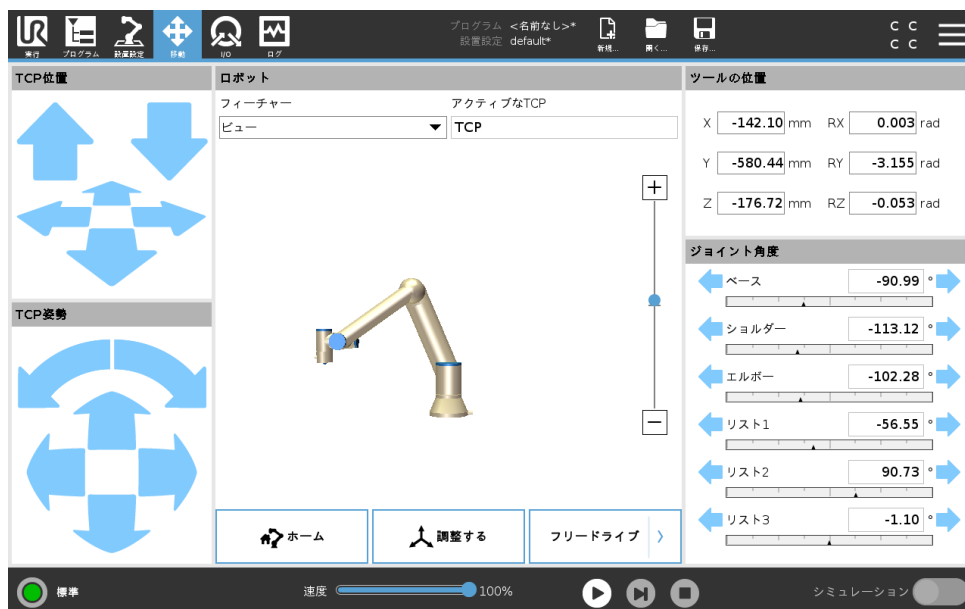 UR
実行
プログラム
設置設定
移動
I/O
ログ
プログラム <名前なし>*
設置設定 default*
新規...
開く...
保存...
C C
C C
TCP位置
TCP姿勢
ロボット
フィーチャー
ビュー
アクティブなTCP
TCP
ホーム
調整する
フリードライブ
ツールの位置
X -142.10 mm RX 0.003 rad
Y -580.44 mm RY -3.155 rad
Z -176.72 mm RZ -0.053 rad
ジョイント角度
ベース -90.99 °
ショルダー -113.12 °
エルボー -102.28 °
リスト1 -56.55 °
リスト2 90.73 °
リスト3 -1.10 °
標準
速度 100%
シミュレーション